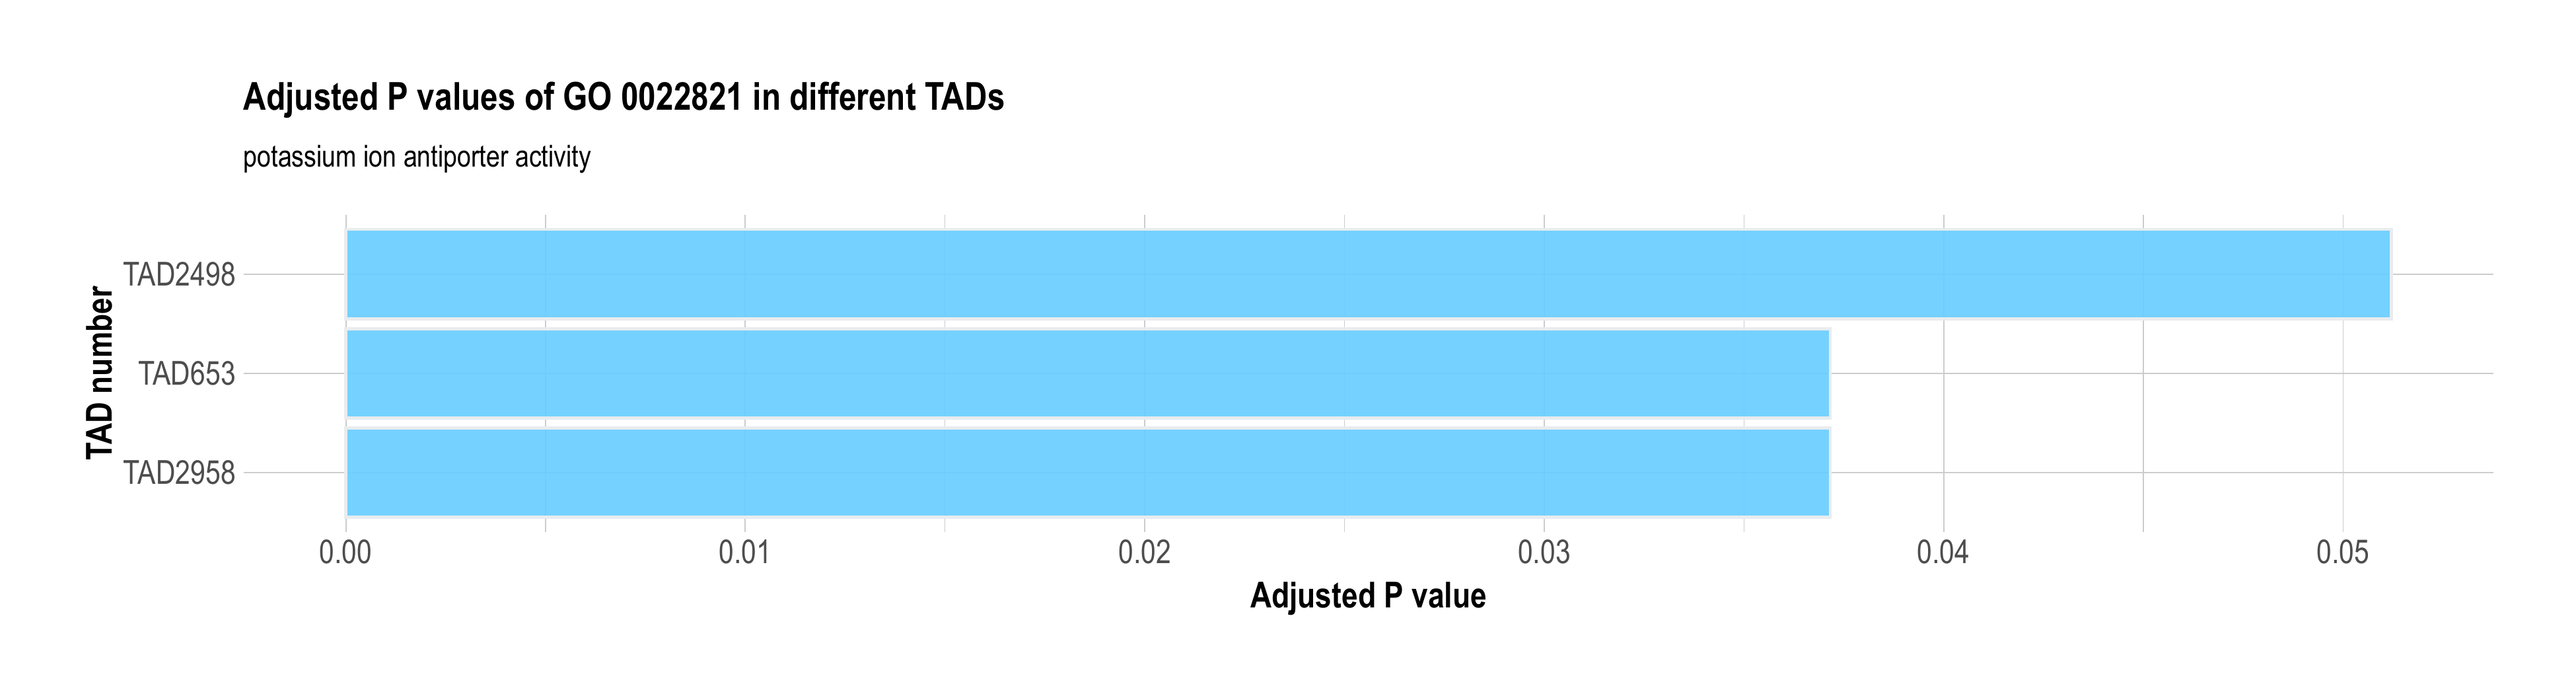 Adjusted P values of GO 0022821 in different TADs
potassium ion antiporter activity
TAD number
TAD2498
TAD653
TAD2958
0.00 0.01 0.02 0.03 0.04 0.05
Adjusted P value